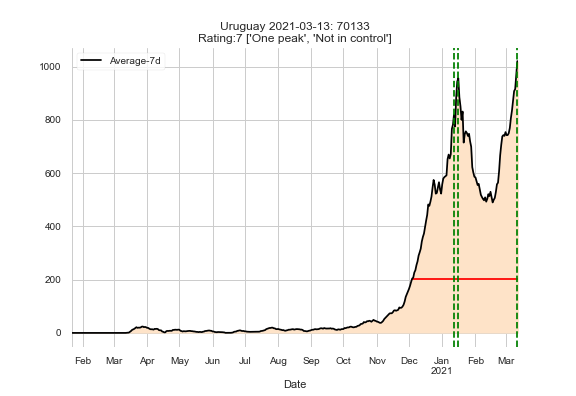 Uruguay 2021-03-13: 70133
Rating:7 ['One peak', 'Not in control']
Average-7d
1000
800
600
400
200
0
Feb Mar Apr May Jun Jul Aug Sep Oct Nov Dec Jan Feb Mar
2021
Date